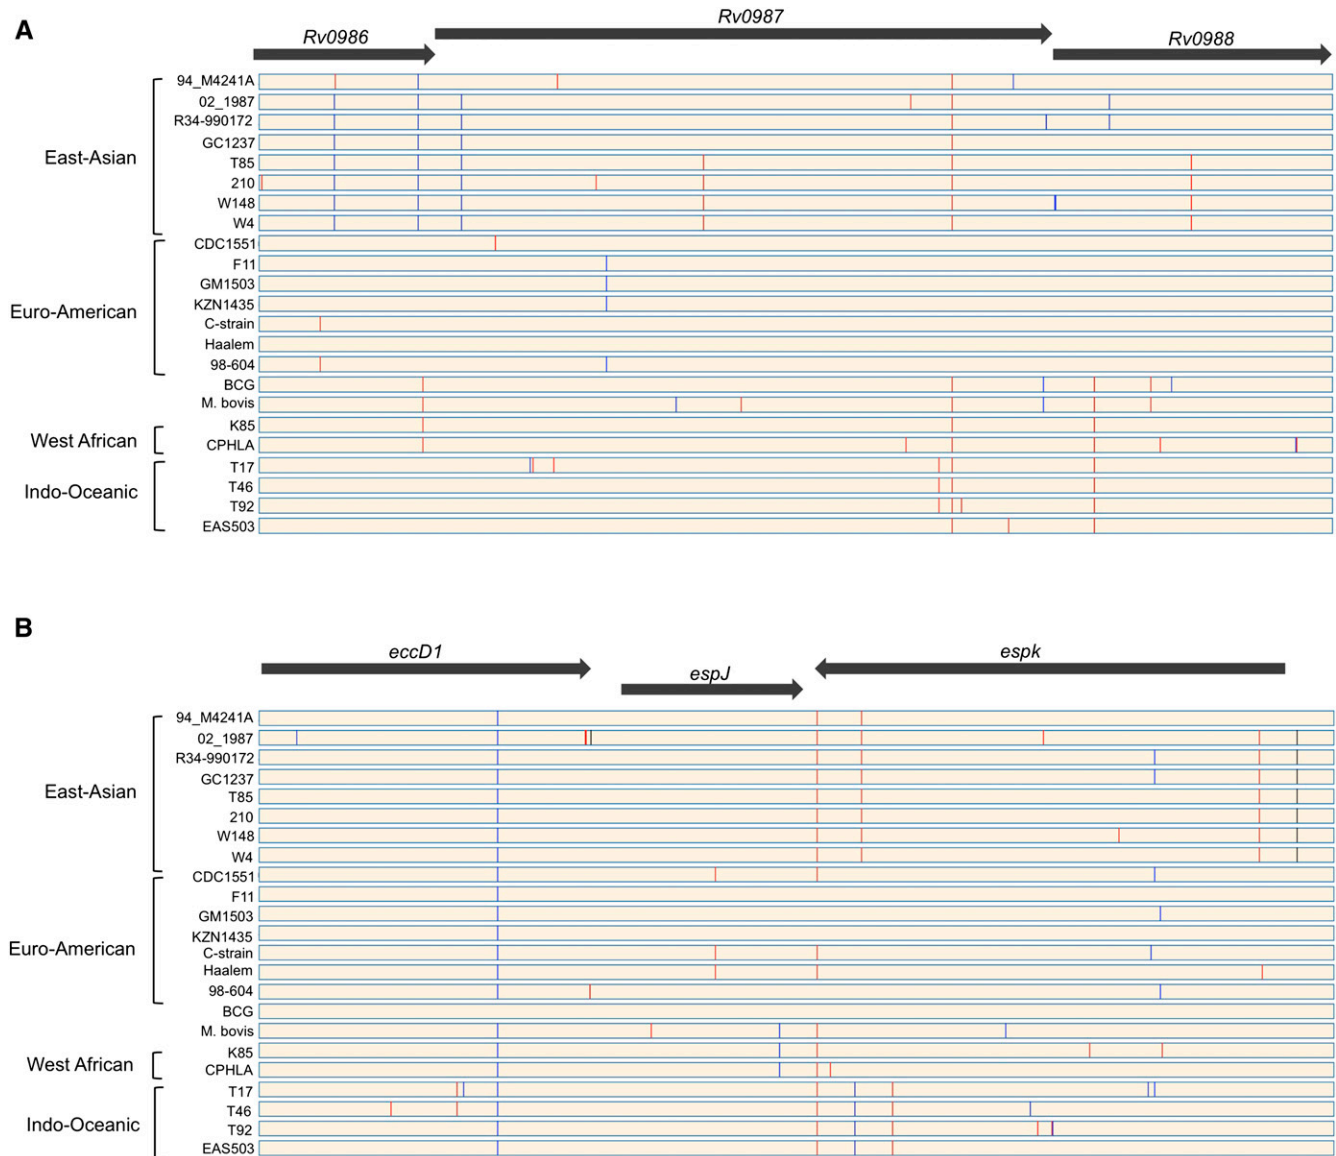 A
Rv0986
Rv0987
Rv0988
East-Asian
94_M4241A
02_1987
R34-990172
GC1237
T85
210
W148
W4
Euro-American
CDC1551
F11
GM1503
KZN1435
C-strain
Haalem
98-604
BCG
M. bovis
West African
K85
CPHLA
Indo-Oceanic
T17
T46
T92
EAS503
B
eccD1
espJ
espk
East-Asian
94_M4241A
02_1987
R34-990172
GC1237
T85
210
W148
W4
Euro-American
CDC1551
F11
GM1503
KZN1435
C-strain
Haalem
98-604
BCG
M. bovis
West African
K85
CPHLA
Indo-Oceanic
T17
T46
T92
EAS503